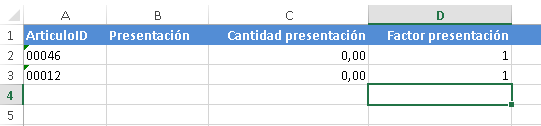 A B C D
1 ArticuloID Presentación Cantidad presentación Factor presentación
2 00046 0,00 1
3 00012 0,00 1
4
5